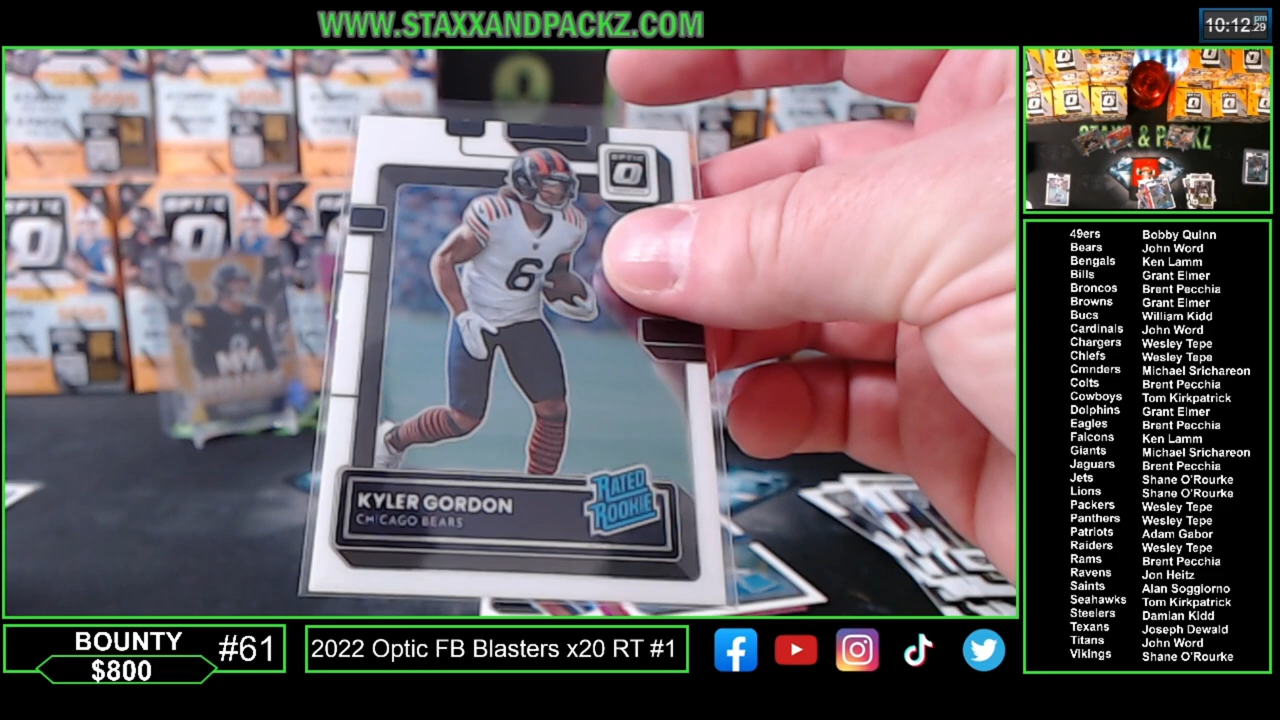 WWW.STAXXANDPACKZ.COM
10:12 pm 29
OPTIC
6
KYLER GORDON
CHICAGO BEARS
RATED
ROOKIE
STAXX & PACKZ
49ers Bobby Quinn
Bears John Word
Bengals Ken Lamm
Bills Grant Elmer
Broncos Brent Pecchia
Browns Grant Elmer
Bucs William Kidd
Cardinals John Word
Chargers Wesley Tepe
Chiefs Wesley Tepe
Cmnders Michael Srichareon
Colts Brent Pecchia
Cowboys Tom Kirkpatrick
Dolphins Grant Elmer
Eagles Brent Pecchia
Falcons Ken Lamm
Giants Michael Srichareon
Jaguars Brent Pecchia
Jets Shane O'Rourke
Lions Shane O'Rourke
Packers Wesley Tepe
Panthers Wesley Tepe
Patriots Adam Gabor
Raiders Wesley Tepe
Rams Brent Pecchia
Ravens Jon Heitz
Saints Alan Soggiorno
Seahawks Tom Kirkpatrick
Steelers Damian Kidd
Texans Joseph Dewald
Titans John Word
Vikings Shane O'Rourke
BOUNTY #61
$800
2022 Optic FB Blasters x20 RT #1